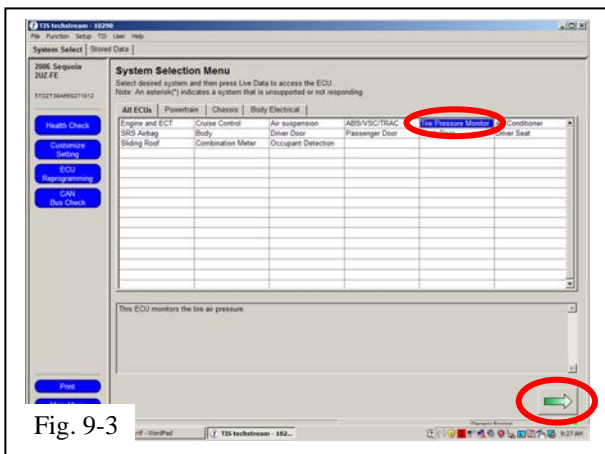 TIS techstream - 10290
File Function Setup TIS User Help
System Select Stored Data
2006 Sequoia
2UZ-FE
System Selection Menu
Select desired system and then press Live Data to access the ECU
Note: An asterisk(*) indicates a system that is unsupported or not responding.
All ECUs Powertrain Chassis Body Electrical
Engine and ECT Cruise Control Air suspension ABS/VSC/TRAC Tire Pressure Monitor Conditioner
SRS Airbag Body Driver Door Passenger Door Driver Seat
Sliding Roof Combination Meter Occupant Detection
Health Check
Customize
Setting
ECU
Reprogramming
CAN
Bus Check
This ECU monitors the tire air pressure.
Print
Fig. 9-3
WordPad TIS techstream - 102... 9:27 AM